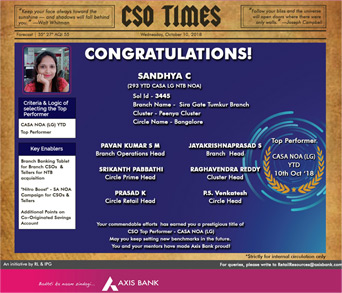 CSO TIMES
"Keep your face always toward the
sunshine — and shadows will fall behind
you."—Walt Whitman
"Follow your bliss and the universe
will open doors where there were
only walls."—Joseph Campbell
Forecast | 35° 27° AQI 55
Wednesday, October 10, 2018
CONGRATULATIONS!
SANDHYA C
(293 YTD CASA LG NTB NOA)
Sol Id - 3445
Branch Name - Sira Gate Tumkur Branch
Cluster - Peenya Cluster
Circle Name - Bangalore
Criteria & Logic of
selecting the Top
Performer
CASA NOA (LG) YTD
Top Performer
Key Enablers
Branch Banking Tablet
for Branch CSOs &
Tellers for NTB
acquisition
"Nitro Boost" - SA NOA
Campaign for CSOs &
Tellers
Additional Points on
Co-Originated Savings
Account
PAVAN KUMAR S M
Branch Operations Head
JAYAKRISHNAPRASAD S
Branch Head
SRIKANTH PABBATHI
Circle Prime Head
RAGHAVENDRA REDDY
Cluster Head
PRASAD K
Circle Retail Head
P.S. Venkatesh
Circle Head
Top Performer
CASA NOA (LG)
YTD
10th Oct '18
Your commendable efforts has earned you a prestigious title of
CSO Top Performer - CASA NOA (LG)
May you keep setting new benchmarks in the future.
You and your mentors have made Axis Bank proud!
*Strictly for internal circulation only
An initiative by RL & IPG
For queries, please write to RetailResources@axisbank.com
AXIS BANK